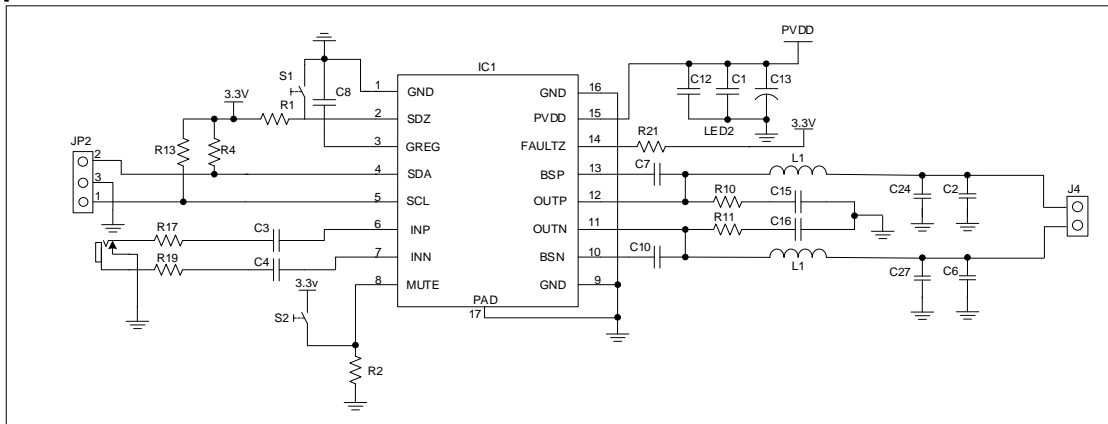 PVDD
IC1
S1
C8
1
GND
GND
16
C12
C1
C13
3.3V
R1
2
SDZ
PVDD
15
LED2
3.3V
JP2
R13
R4
3
GREG
FAULTZ
14
R21
2
3
1
4
SDA
BSP
13
C7
L1
5
SCL
OUTP
12
R10
C15
C24
C2
J4
R17
C3
6
INP
OUTN
11
R11
C16
R19
C4
7
INN
BSN
10
C10
L1
C27
C6
3.3v
8
MUTE
GND
9
S2
PAD
17
R2